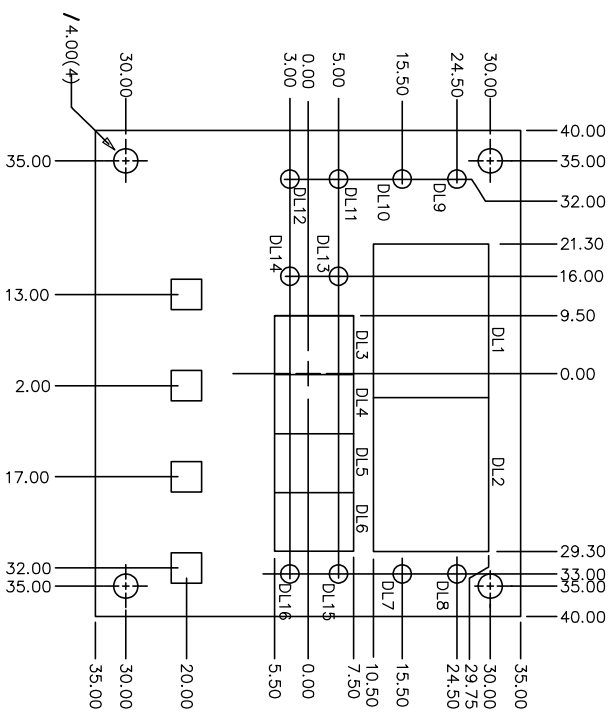 /4.00(4)
30.00
3.00
0.00
5.00
15.50
24.50
30.00
40.00
35.00
32.00
21.30
16.00
9.50
0.00
29.30
33.00
35.00
40.00
35.00
13.00
2.00
17.00
32.00
35.00
DL12
DL11
DL10
DL9
DL14
DL13
DL3
DL1
DL4
DL5
DL2
DL6
DL16
DL15
DL7
DL8
35.00
30.00
20.00
5.50
0.00
7.50
10.50
15.50
24.50
29.75
30.00
35.00